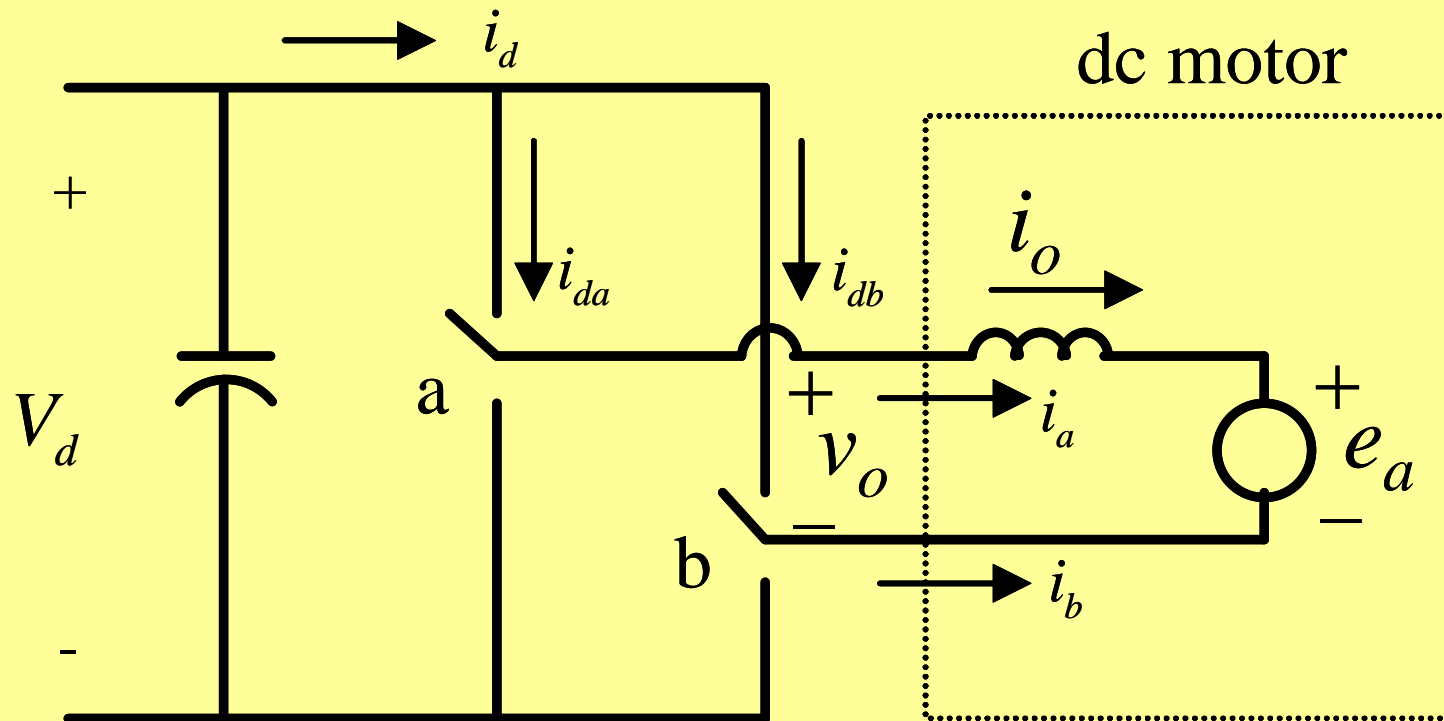 i_d
dc motor
+
i_o
i_da
i_db
a
+
i_a
+
V_d
v_o
e_a
−
−
b
i_b
-